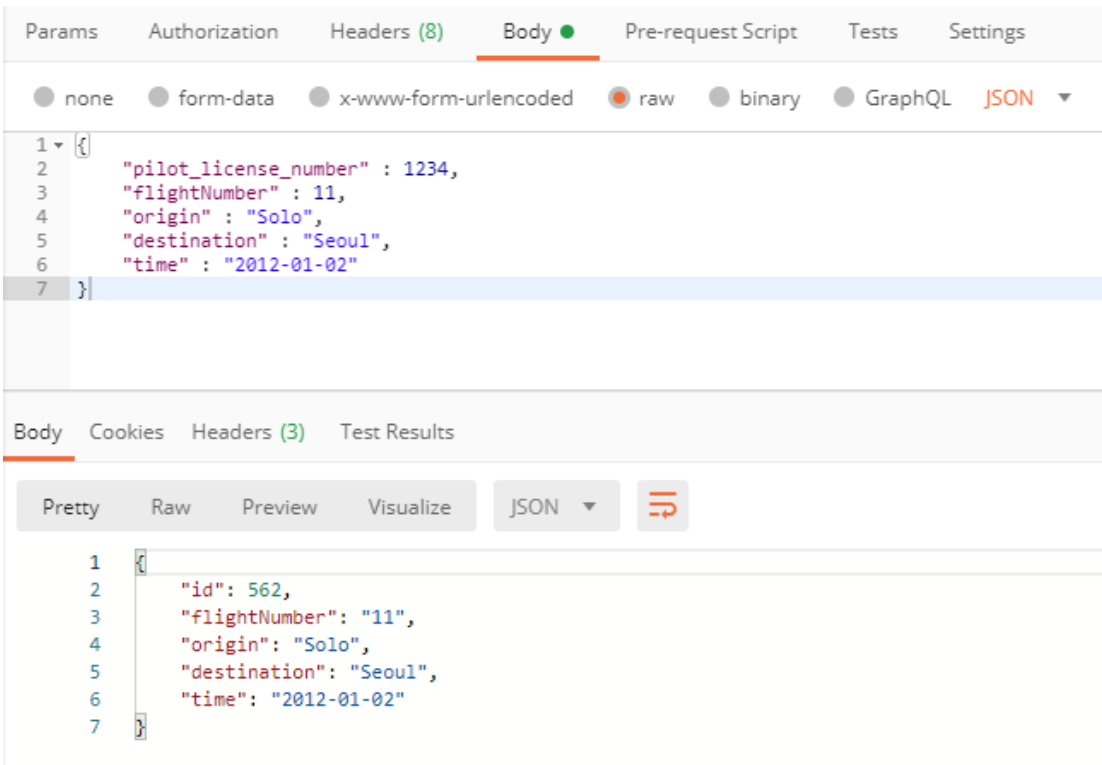 Params Authorization Headers (8) Body Pre-request Script Tests Settings
none form-data x-www-form-urlencoded raw binary GraphQL JSON
1 {
2 "pilot_license_number" : 1234,
3 "flightNumber" : 11,
4 "origin" : "Solo",
5 "destination" : "Seoul",
6 "time" : "2012-01-02"
7 }
Body Cookies Headers (3) Test Results
Pretty Raw Preview Visualize JSON
1 {
2 "id": 562,
3 "flightNumber": "11",
4 "origin": "Solo",
5 "destination": "Seoul",
6 "time": "2012-01-02"
7 }